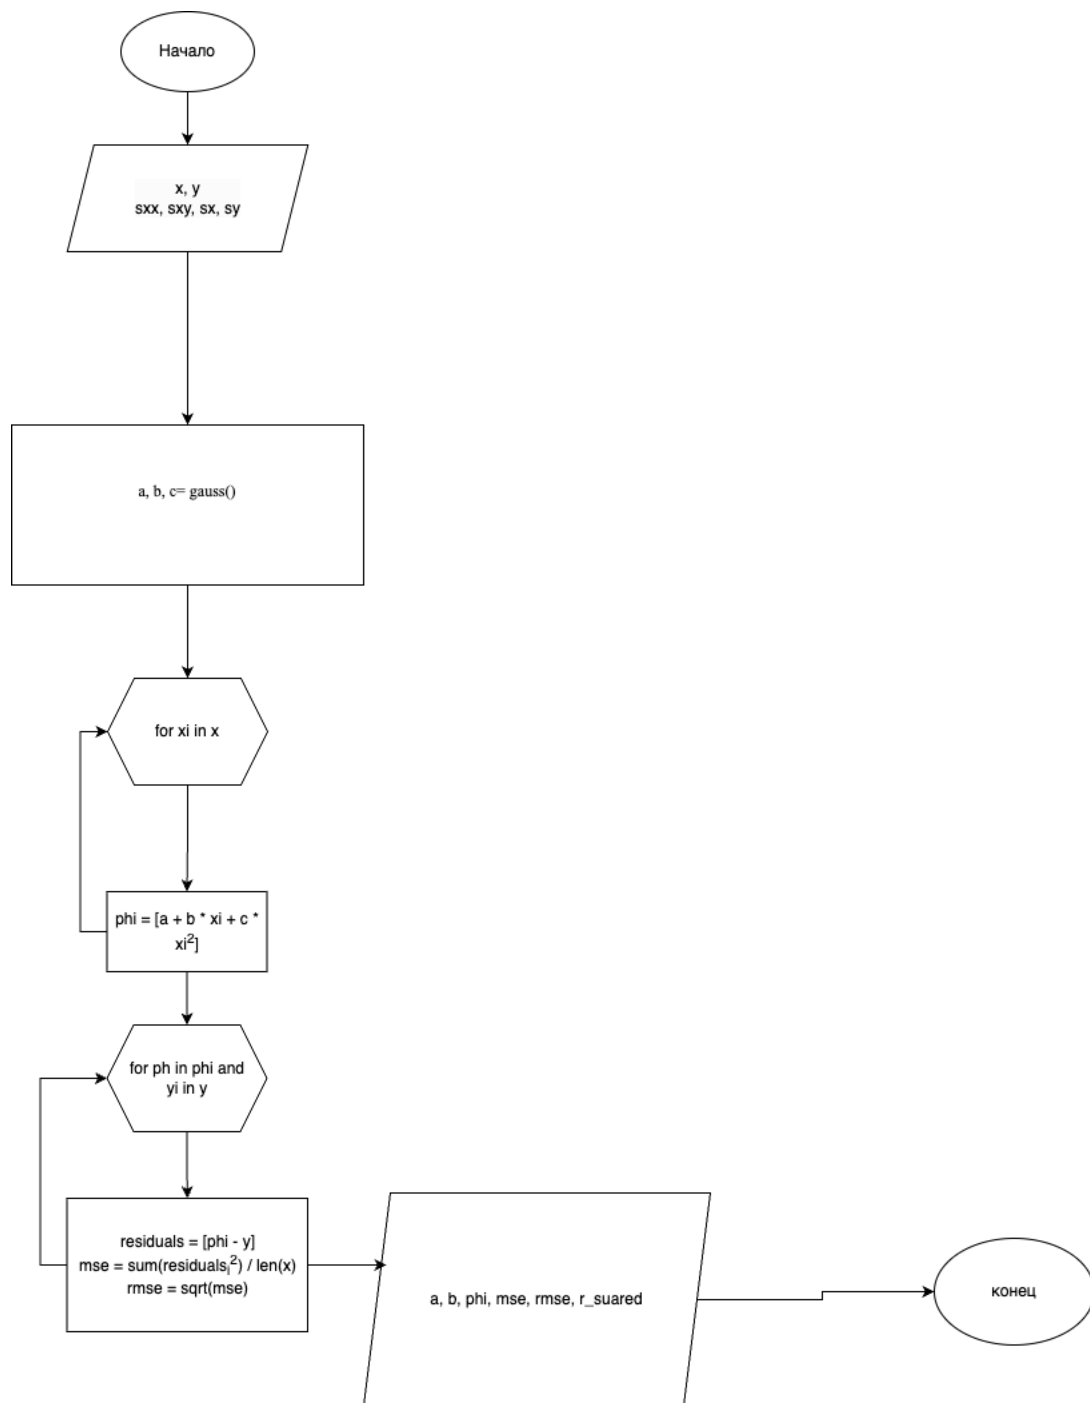 Начало
x, y
sxx, sxy, sx, sy
a, b, c= gauss()
for xi in x
phi = [a + b * xi + c *
xi²]
for ph in phi and
yi in y
residuals = [phi - y]
mse = sum(residualsᵢ²) / len(x)
rmse = sqrt(mse)
a, b, phi, mse, rmse, r_suared
конец